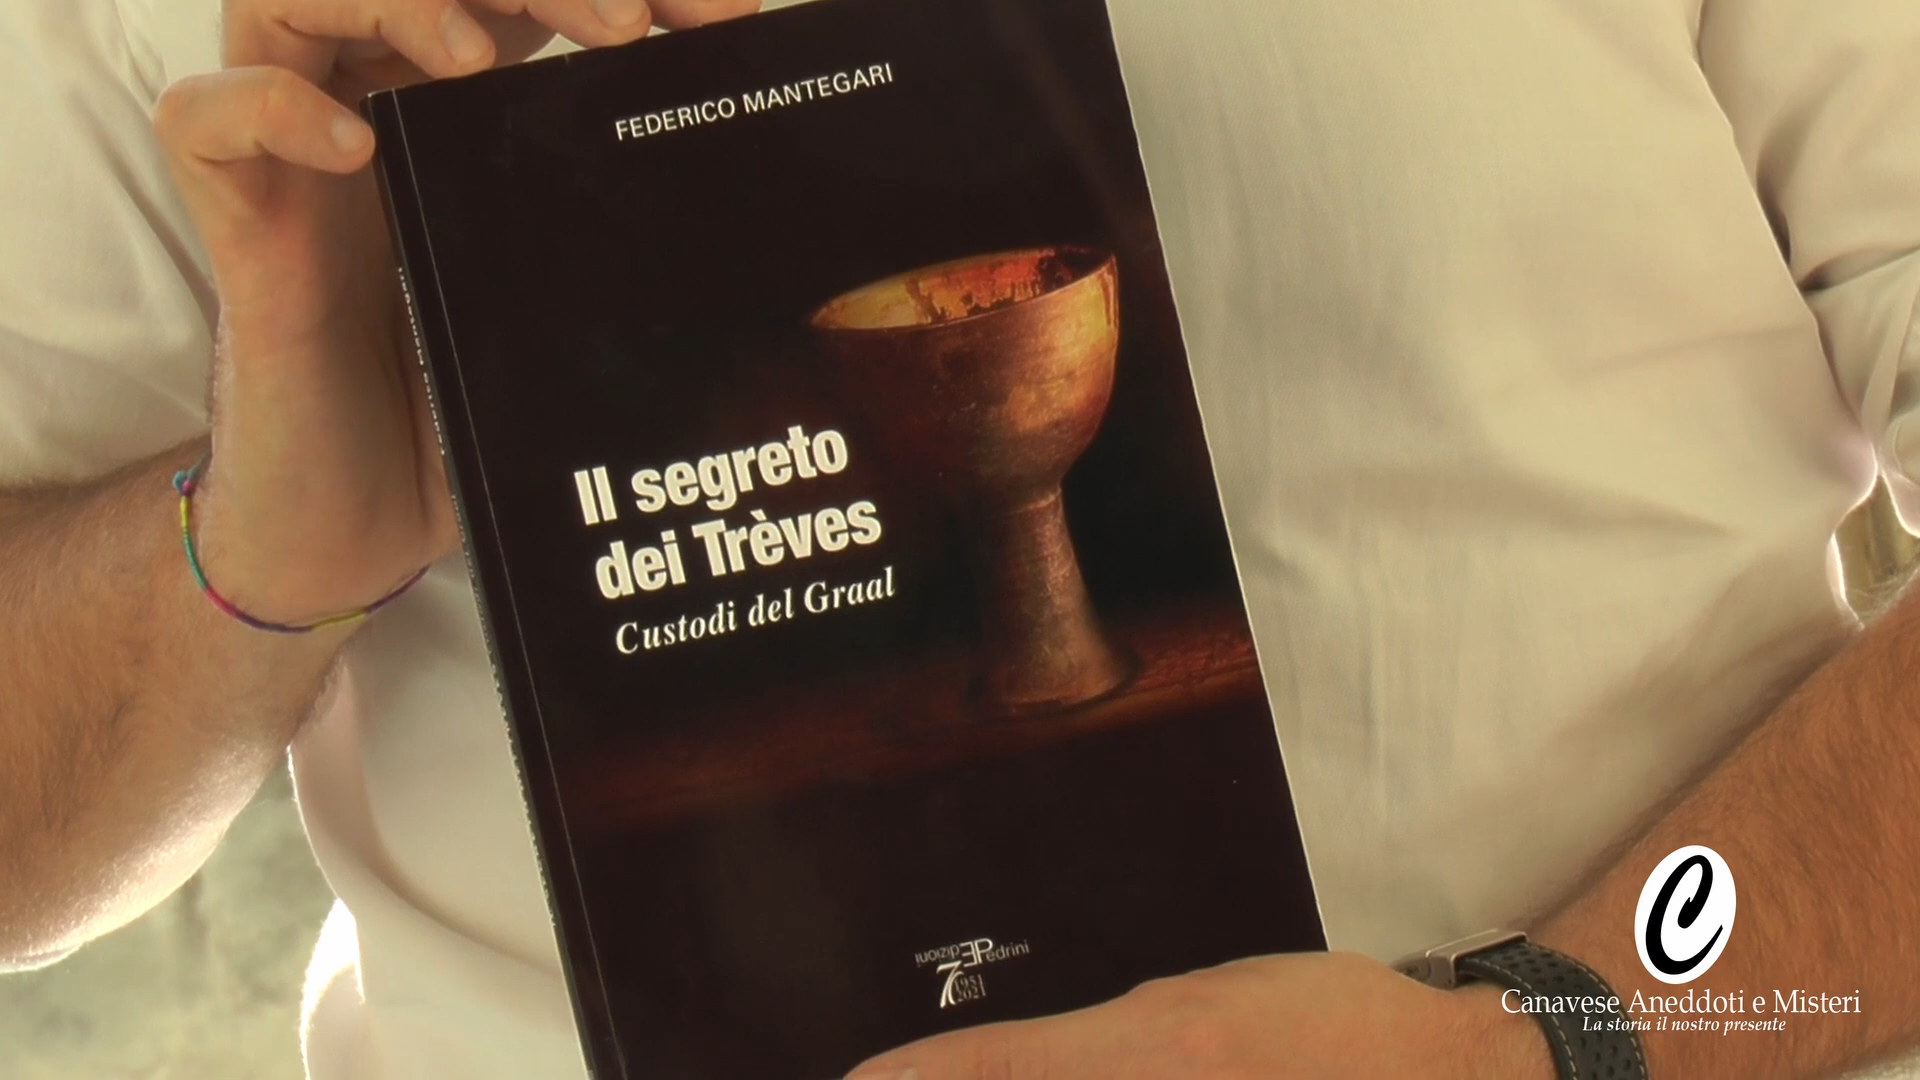 FEDERICO MANTEGARI
Il segreto
dei Trèves
Custodi del Graal
Edizioni Pedrini
70 1951
2021
C
Canavese Aneddoti e Misteri
La storia il nostro presente